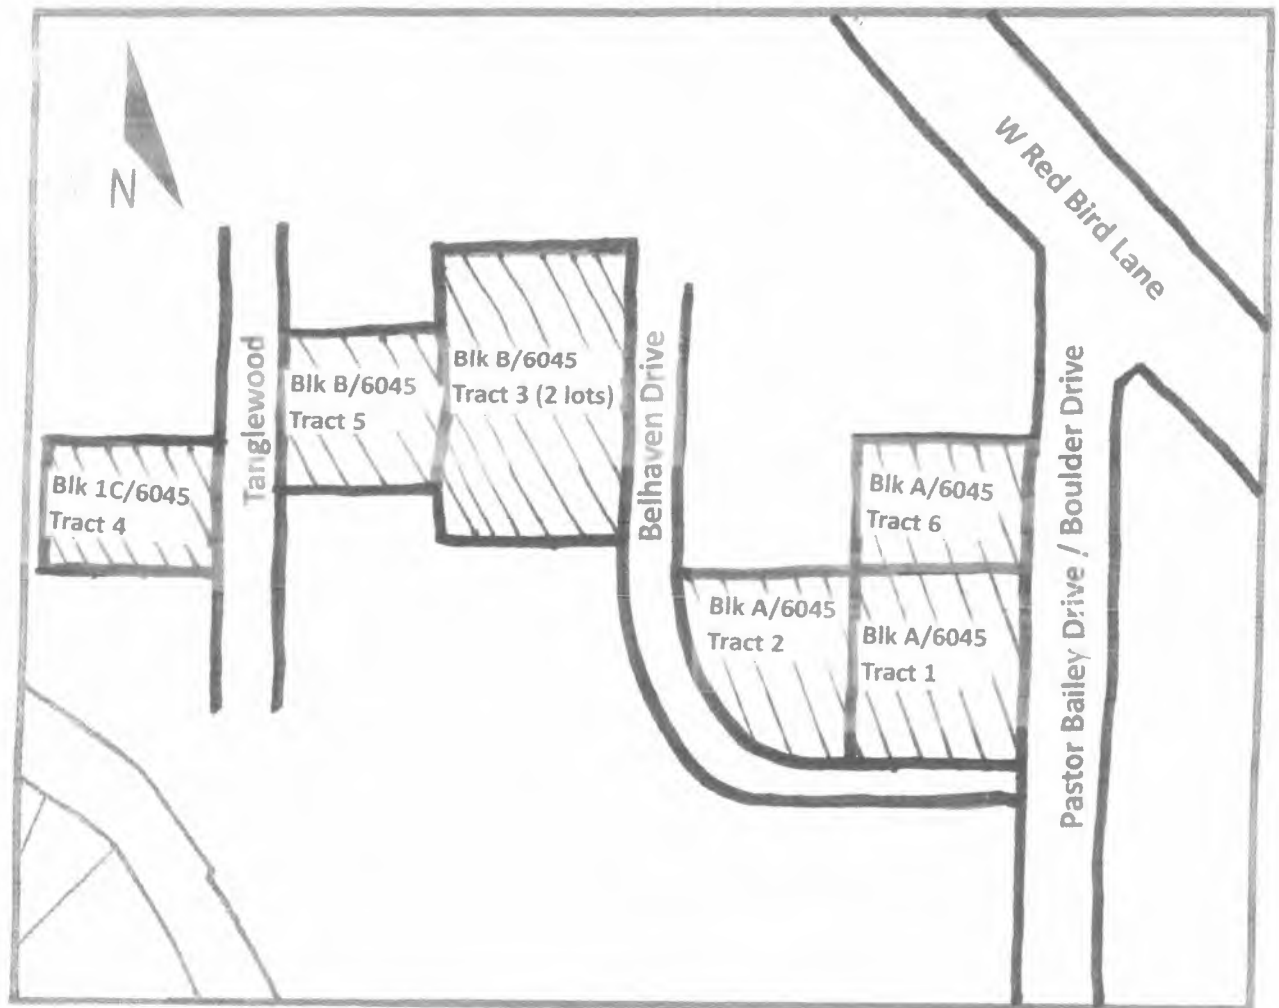 N
W Red Bird Lane
Tanglewood
Blk B/6045
Tract 5
Blk B/6045
Tract 3 (2 lots)
Belhaven Drive
Blk 1C/6045
Tract 4
Blk A/6045
Tract 6
Pastor Bailey Drive / Boulder Drive
Blk A/6045
Tract 2
Blk A/6045
Tract 1